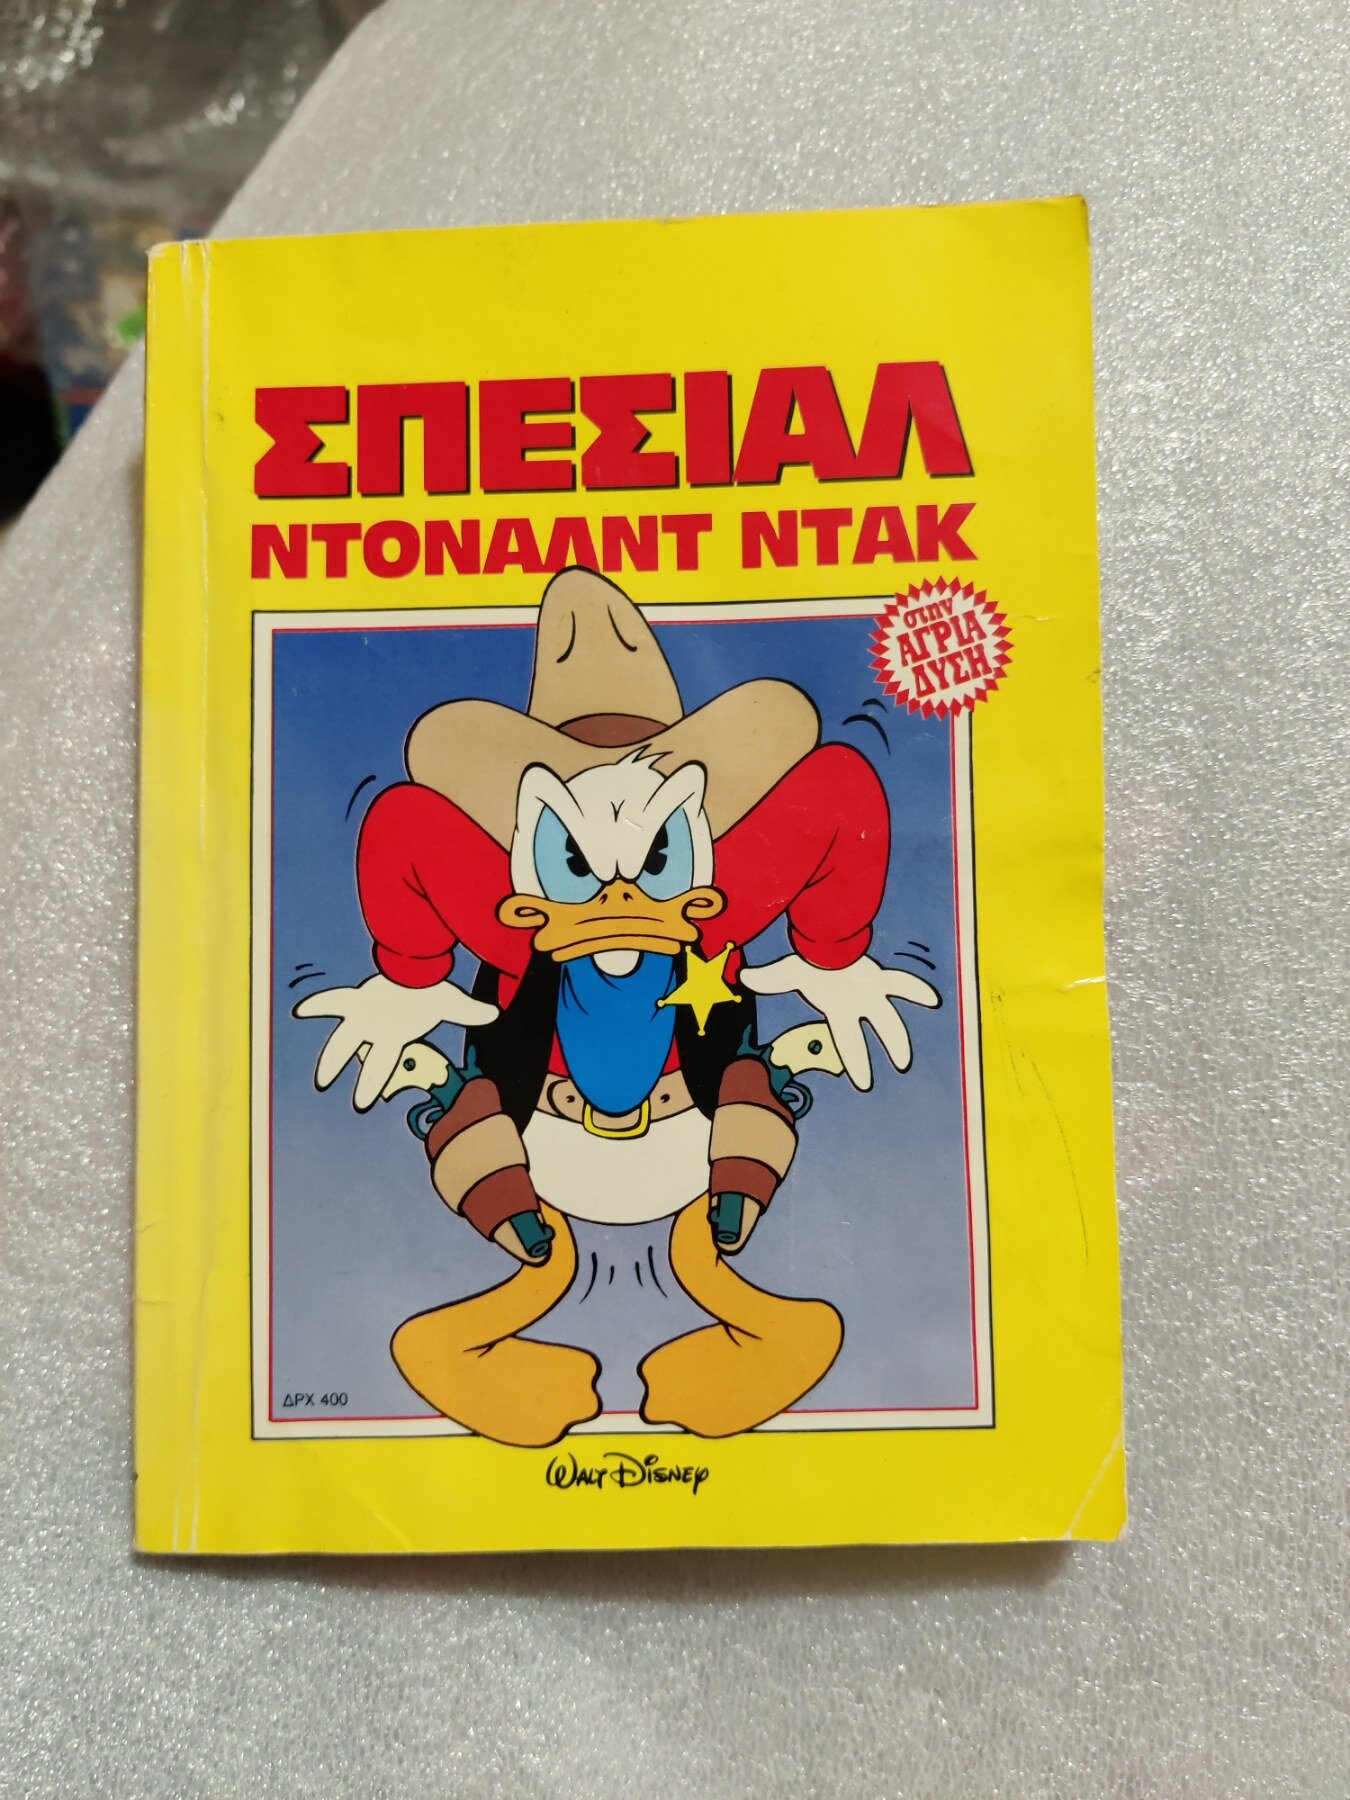 ΣΠΕΣΙΑΛ
ΝΤΟΝΑΛΝΤ ΝΤΑΚ
στην
ΑΓΡΙΑ
ΔΥΣΗ
ΔΡΧ 400
WALT DISNEY